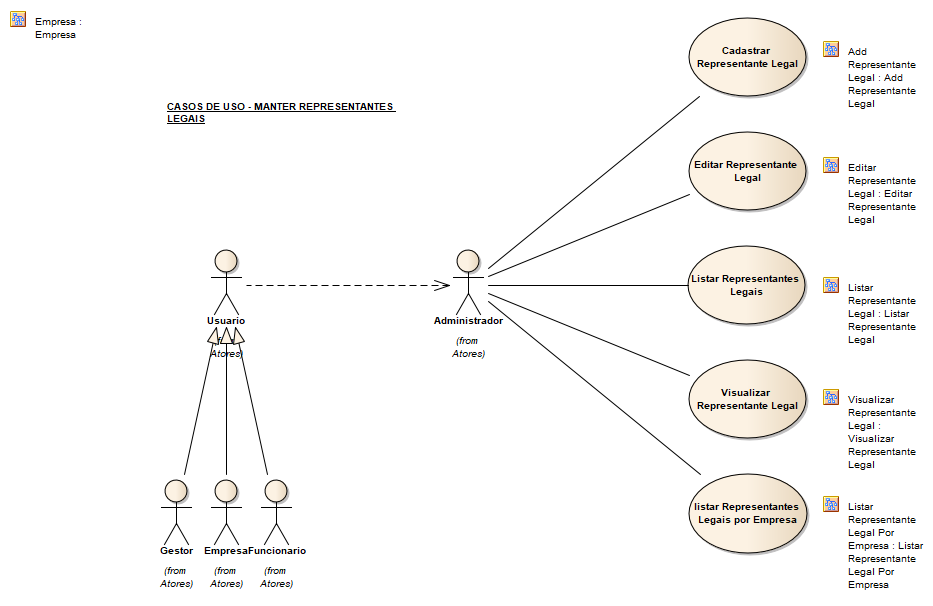 Empresa :
Empresa
CASOS DE USO - MANTER REPRESENTANTES
LEGAIS
Cadastrar
Representante Legal
Add
Representante
Legal : Add
Representante
Legal
Editar Representante
Legal
Editar
Representante
Legal : Editar
Representante
Legal
Listar Representantes
Legais
Listar
Representante
Legal : Listar
Representante
Legal
Usuario
(from
Atores)
Administrador
(from
Atores)
Visualizar
Representante Legal
Visualizar
Representante
Legal :
Visualizar
Representante
Legal
listar Representantes
Legais por Empresa
Listar
Representante
Legal Por
Empresa : Listar
Representante
Legal Por
Empresa
Gestor
(from
Atores)
Empresa
(from
Atores)
Funcionario
(from
Atores)